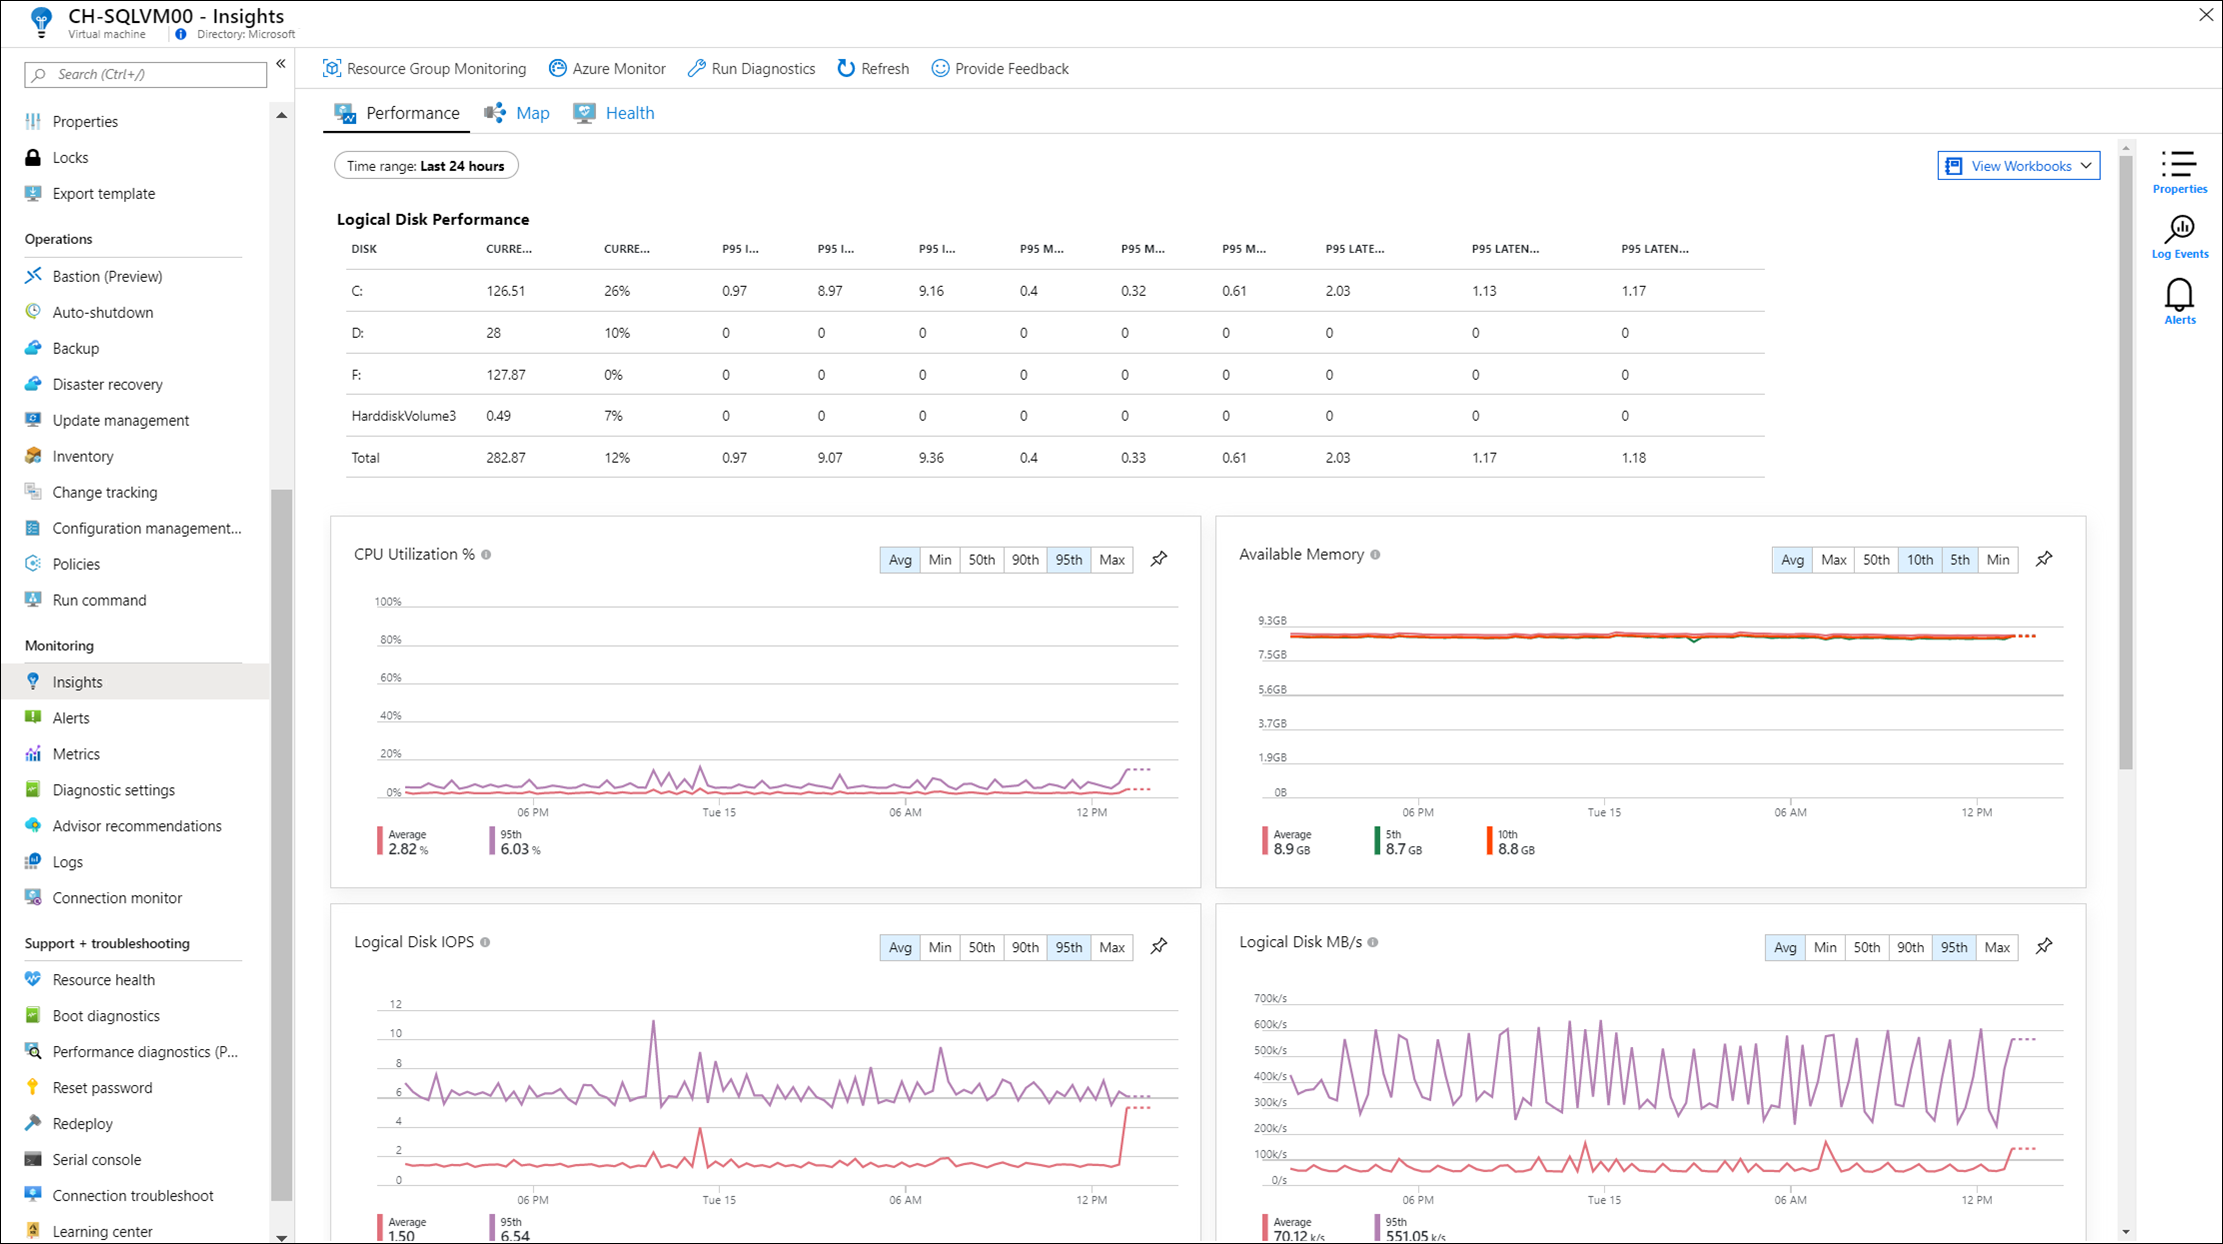 CH-SQLVM00 - Insights
Virtual machine
Directory: Microsoft
Search (Ctrl+/)
Properties
Locks
Export template
Operations
Bastion (Preview)
Auto-shutdown
Backup
Disaster recovery
Update management
Inventory
Change tracking
Configuration management...
Policies
Run command
Monitoring
Insights
Alerts
Metrics
Diagnostic settings
Advisor recommendations
Logs
Connection monitor
Support + troubleshooting
Resource health
Boot diagnostics
Performance diagnostics (P...
Reset password
Redeploy
Serial console
Connection troubleshoot
Learning center
Resource Group Monitoring Azure Monitor Run Diagnostics Refresh Provide Feedback
Performance Map Health
Time range: Last 24 hours
View Workbooks
Properties
Log Events
Alerts
Logical Disk Performance
DISK CURRE... CURRE... P95 I... P95 I... P95 I... P95 M... P95 M... P95 M... P95 LATE... P95 LATEN... P95 LATEN...
C: 126.51 26% 0.97 8.97 9.16 0.4 0.32 0.61 2.03 1.13 1.17
D: 28 10% 0 0 0 0 0 0 0 0 0
F: 127.87 0% 0 0 0 0 0 0 0 0 0
HarddiskVolume3 0.49 7% 0 0 0 0 0 0 0 0 0
Total 282.87 12% 0.97 9.07 9.36 0.4 0.33 0.61 2.03 1.17 1.18
CPU Utilization %
Avg Min 50th 90th 95th Max
100%
80%
60%
40%
20%
0%
06 PM Tue 15 06 AM 12 PM
Average 95th
2.82 % 6.03 %
Available Memory
Avg Max 50th 10th 5th Min
9.3GB
7.5GB
5.6GB
3.7GB
1.9GB
0B
06 PM Tue 15 06 AM 12 PM
Average 5th 10th
8.9 GB 8.7 GB 8.8 GB
Logical Disk IOPS
Avg Min 50th 90th 95th Max
12
10
8
6
4
2
0
06 PM Tue 15 06 AM 12 PM
Average 95th
1.50 6.54
Logical Disk MB/s
Avg Min 50th 90th 95th Max
700k/s
600k/s
500k/s
400k/s
300k/s
200k/s
100k/s
0/s
06 PM Tue 15 06 AM 12 PM
Average 95th
70.12 k/s 551.05 k/s